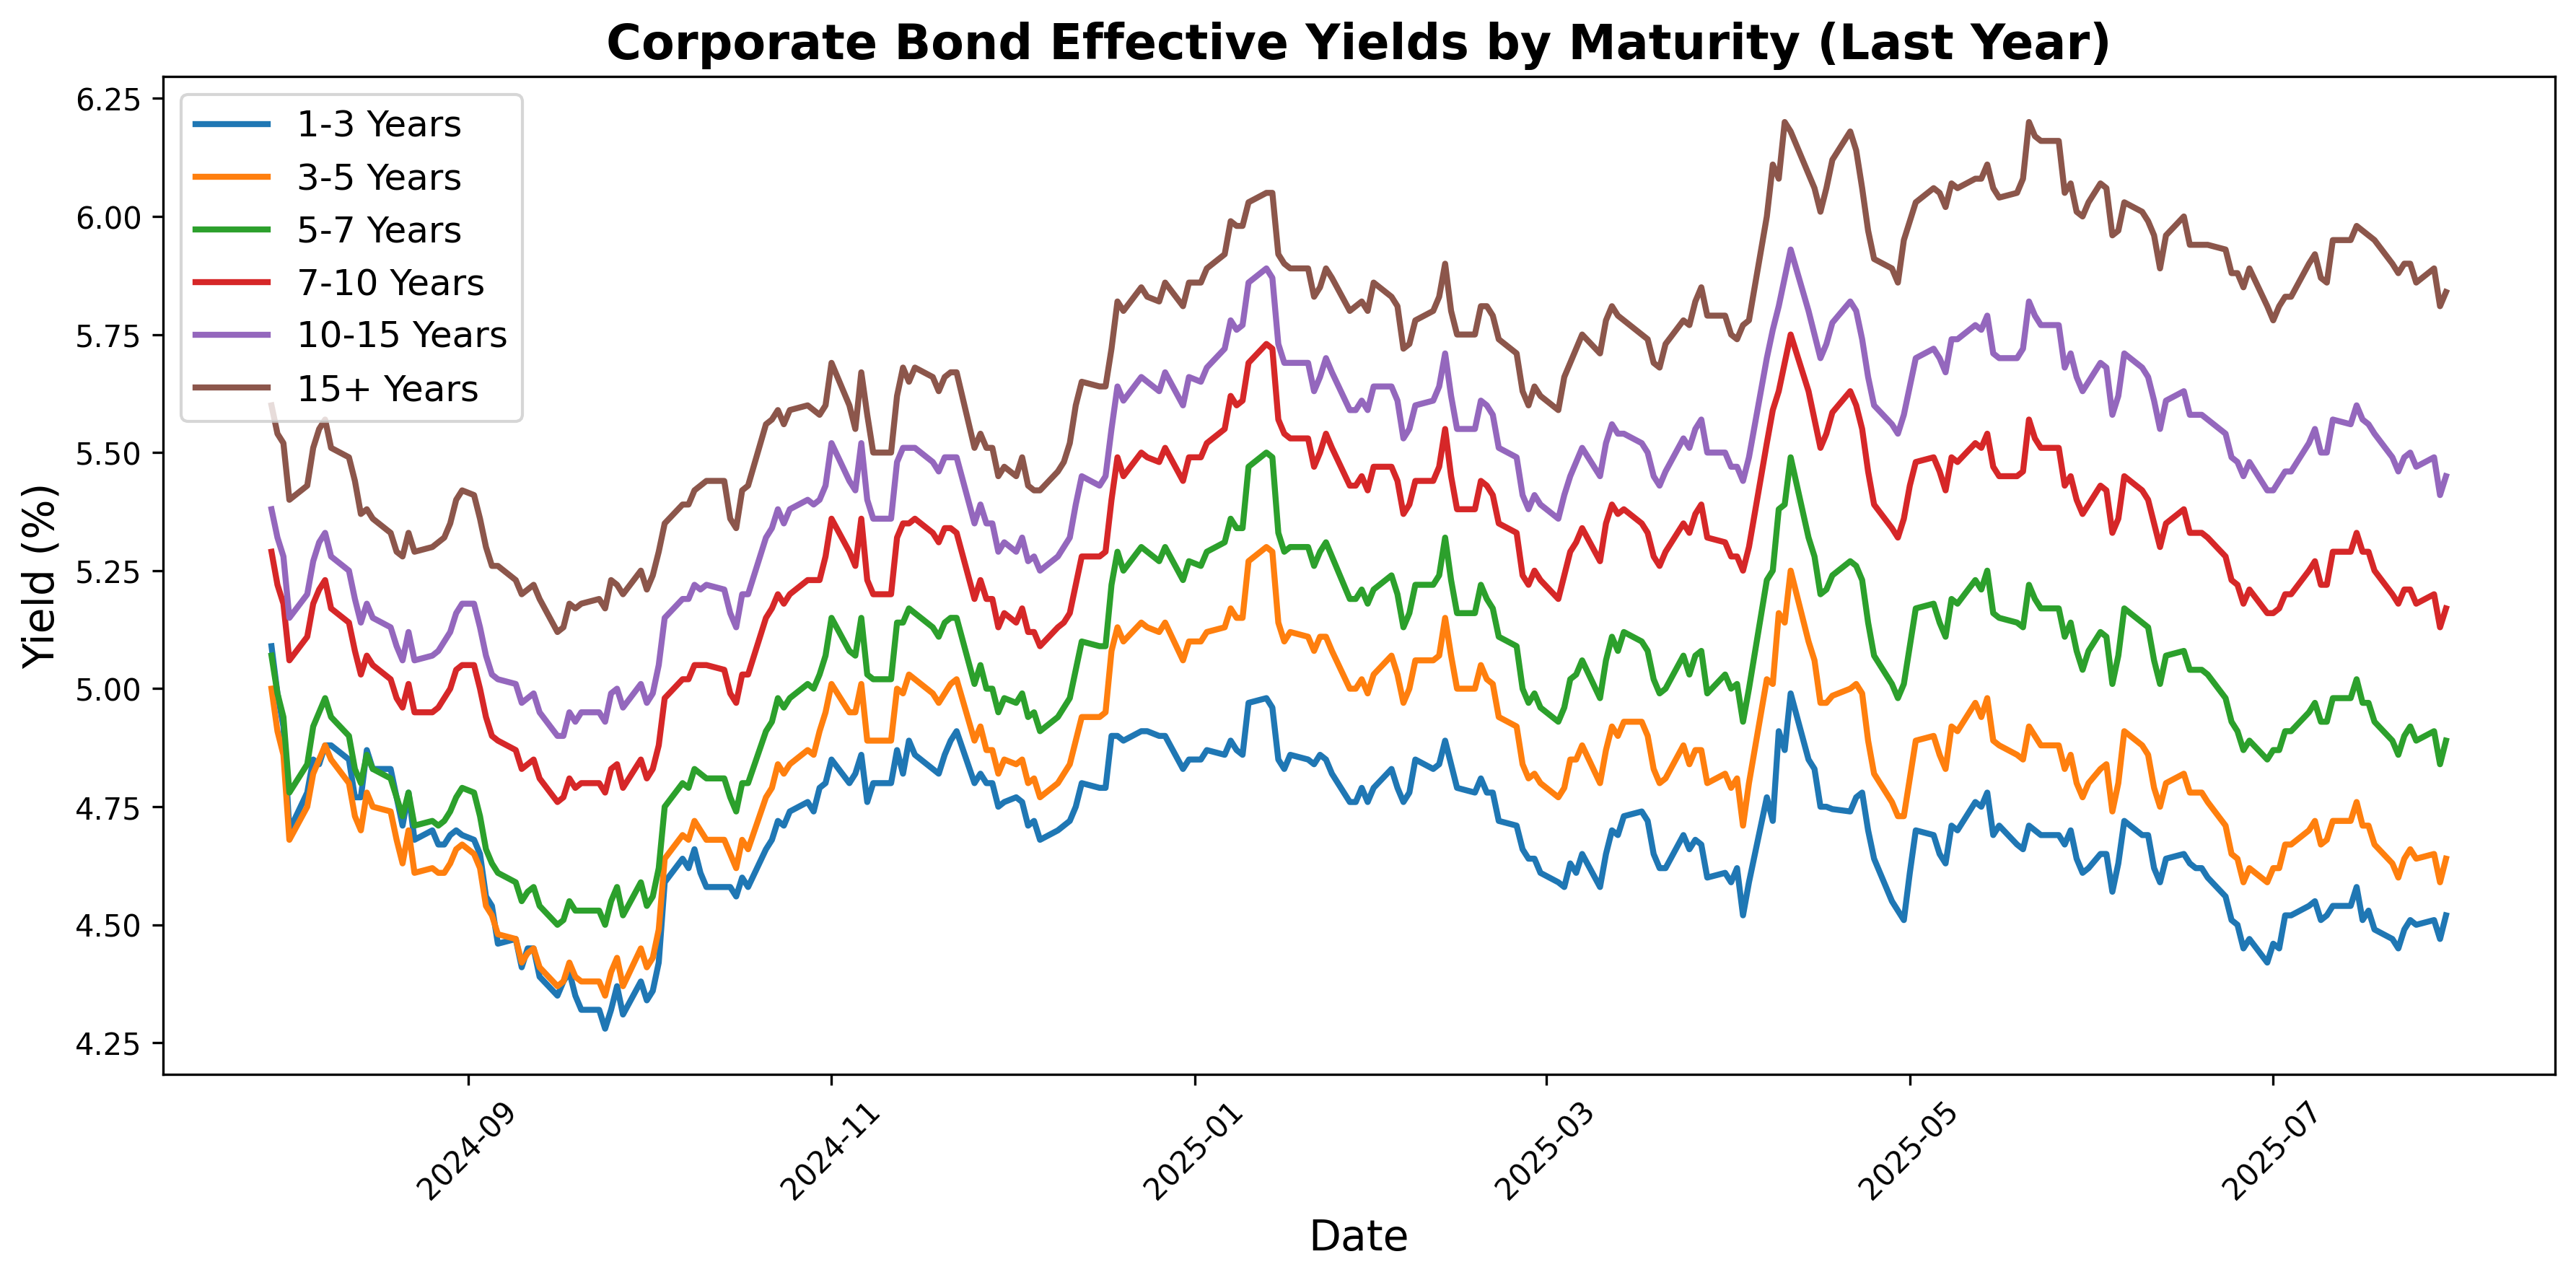 Corporate Bond Effective Yields by Maturity (Last Year)
1-3 Years
3-5 Years
5-7 Years
7-10 Years
10-15 Years
15+ Years
Yield (%)
6.25
6.00
5.75
5.50
5.25
5.00
4.75
4.50
4.25
2024-09
2024-11
2025-01
2025-03
2025-05
2025-07
Date